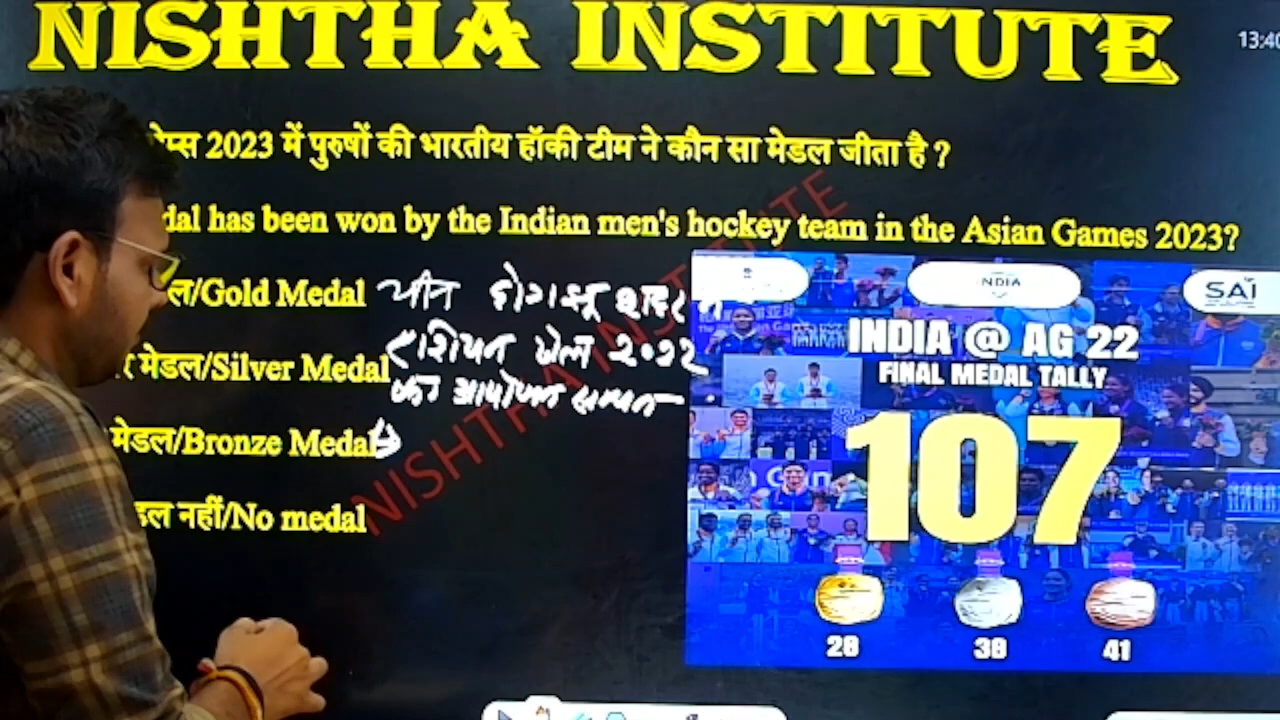 NISHTHA INSTITUTE
13:40
गेम्स 2023 में पुरुषों की भारतीय हॉकी टीम ने कौन सा मेडल जीता है ?
dal has been won by the Indian men's hockey team in the Asian Games 2023?
ल/Gold Medal चीन
र मेडल/Silver Medal एशियन खेल २०२२
का आयोजन सम्पन्न
मेडल/Bronze Medal
डल नहीं/No medal
NISHTHA INSTITUTE
INDIA
SAI
INDIA @ AG 22
FINAL MEDAL TALLY
107
28 38 41